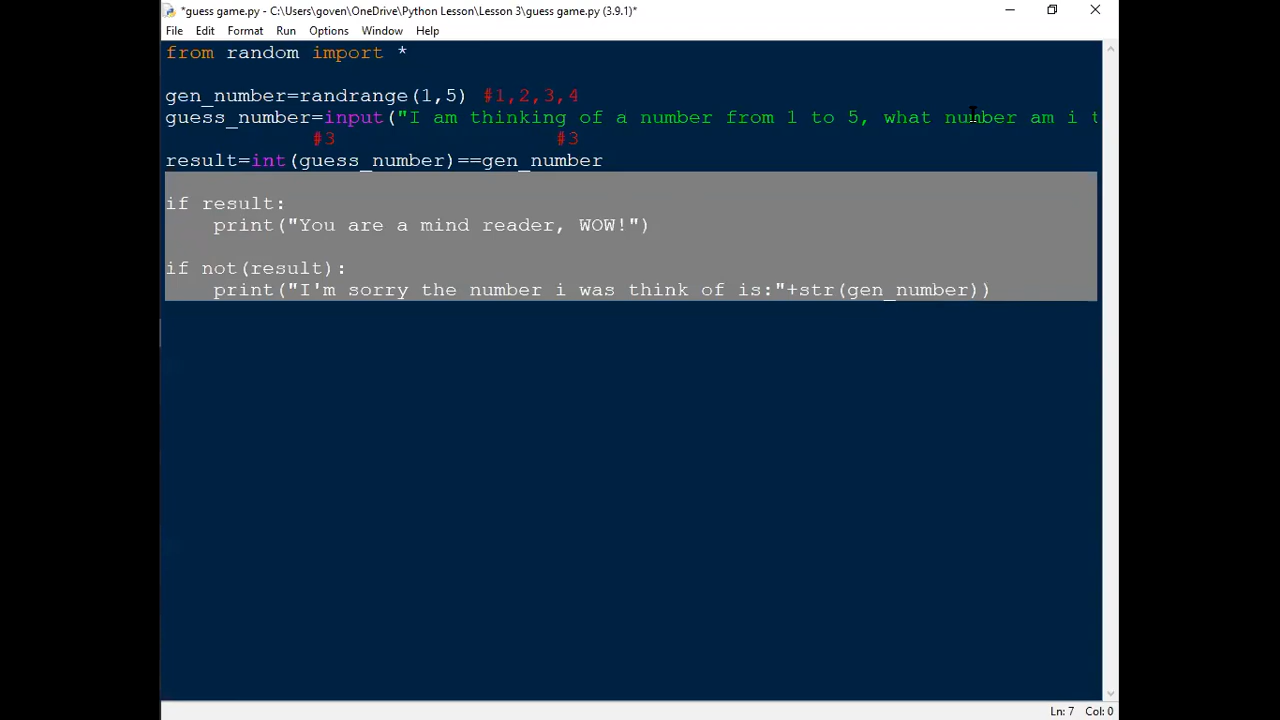 *guess game.py - C:\Users\goven\OneDrive\Python Lesson\Lesson 3\guess game.py (3.9.1)*
File Edit Format Run Options Window Help
from random import *
gen_number=randrange(1,5) #1,2,3,4
guess_number=input("I am thinking of a number from 1 to 5, what number am i t
#3 #3
result=int(guess_number)==gen_number
if result:
print("You are a mind reader, WOW!")
if not(result):
print("I'm sorry the number i was think of is:"+str(gen_number))
Ln: 7 Col: 0